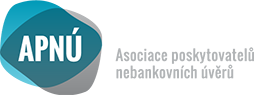 APNÚ
Asociace poskytovatelů
nebankovních úvěrů